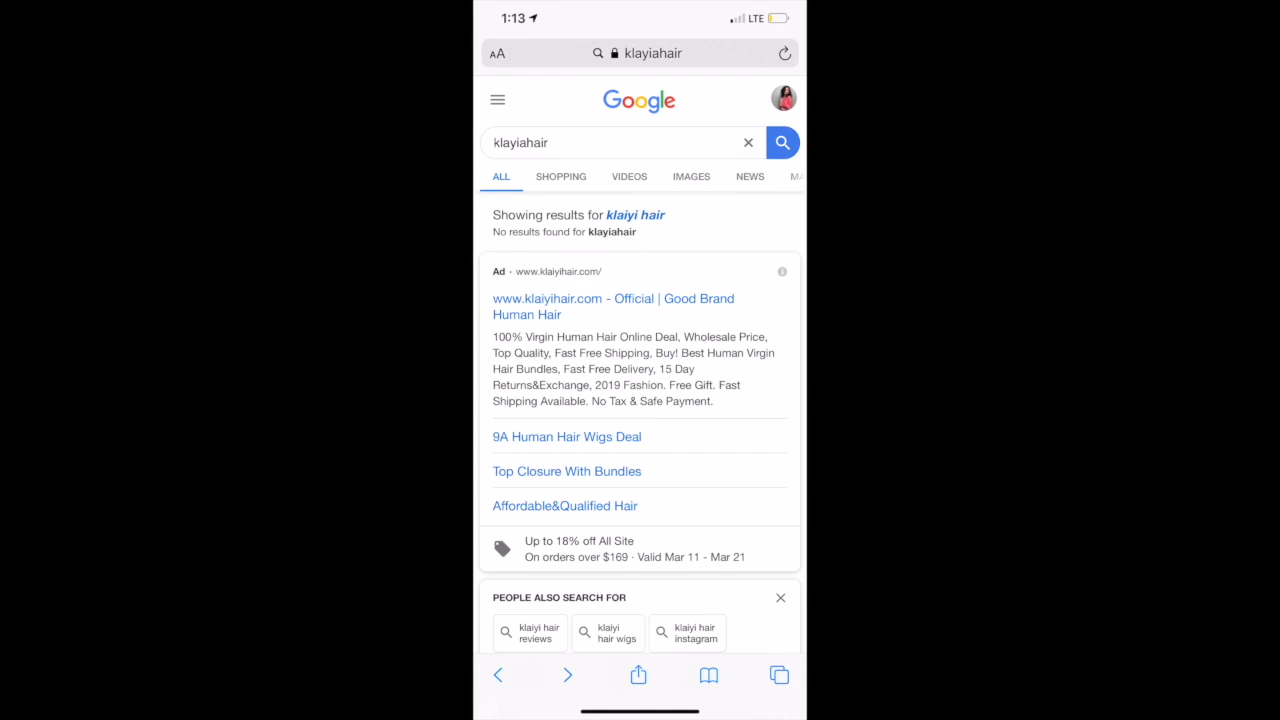 1:13
LTE
AA
klayiahair
Google
klayiahair
ALL SHOPPING VIDEOS IMAGES NEWS MA
Showing results for klaiyi hair
No results found for klayiahair
Ad · www.klaiyihair.com/
www.klaiyihair.com - Official | Good Brand
Human Hair
100% Virgin Human Hair Online Deal, Wholesale Price,
Top Quality, Fast Free Shipping, Buy! Best Human Virgin
Hair Bundles, Fast Free Delivery, 15 Day
Returns&Exchange, 2019 Fashion. Free Gift. Fast
Shipping Available. No Tax & Safe Payment.
9A Human Hair Wigs Deal
Top Closure With Bundles
Affordable&Qualified Hair
Up to 18% off All Site
On orders over $169 · Valid Mar 11 - Mar 21
PEOPLE ALSO SEARCH FOR
klaiyi hair
reviews
klaiyi
hair wigs
klaiyi hair
instagram